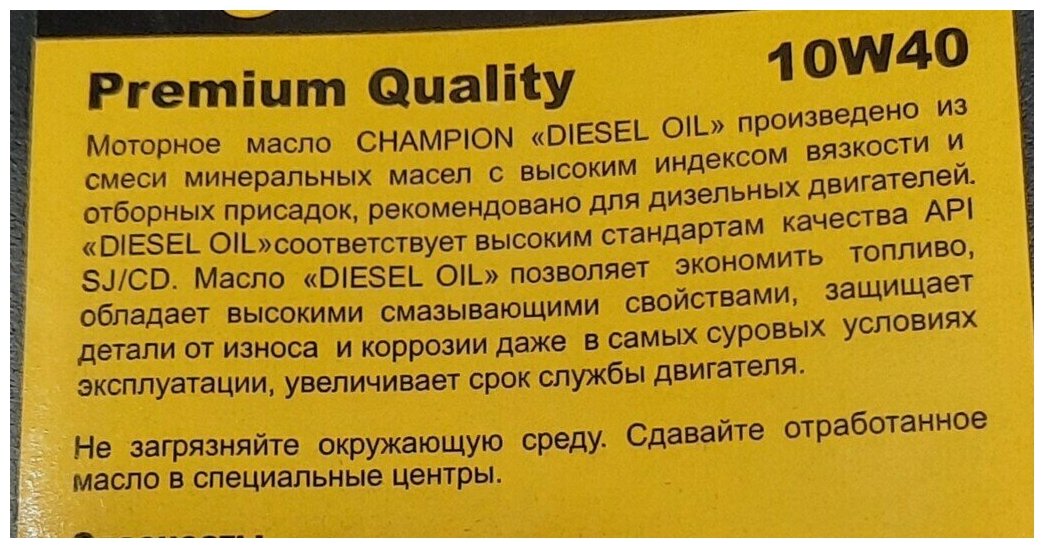 Premium Quality 10W40
Моторное масло CHAMPION «DIESEL OIL» произведено из
смеси минеральных масел с высоким индексом вязкости и
отборных присадок, рекомендовано для дизельных двигателей.
«DIESEL OIL»соответствует высоким стандартам качества API
SJ/CD. Масло «DIESEL OIL» позволяет экономить топливо,
обладает высокими смазывающими свойствами, защищает
детали от износа и коррозии даже в самых суровых условиях
эксплуатации, увеличивает срок службы двигателя.
Не загрязняйте окружающую среду. Сдавайте отработанное
масло в специальные центры.